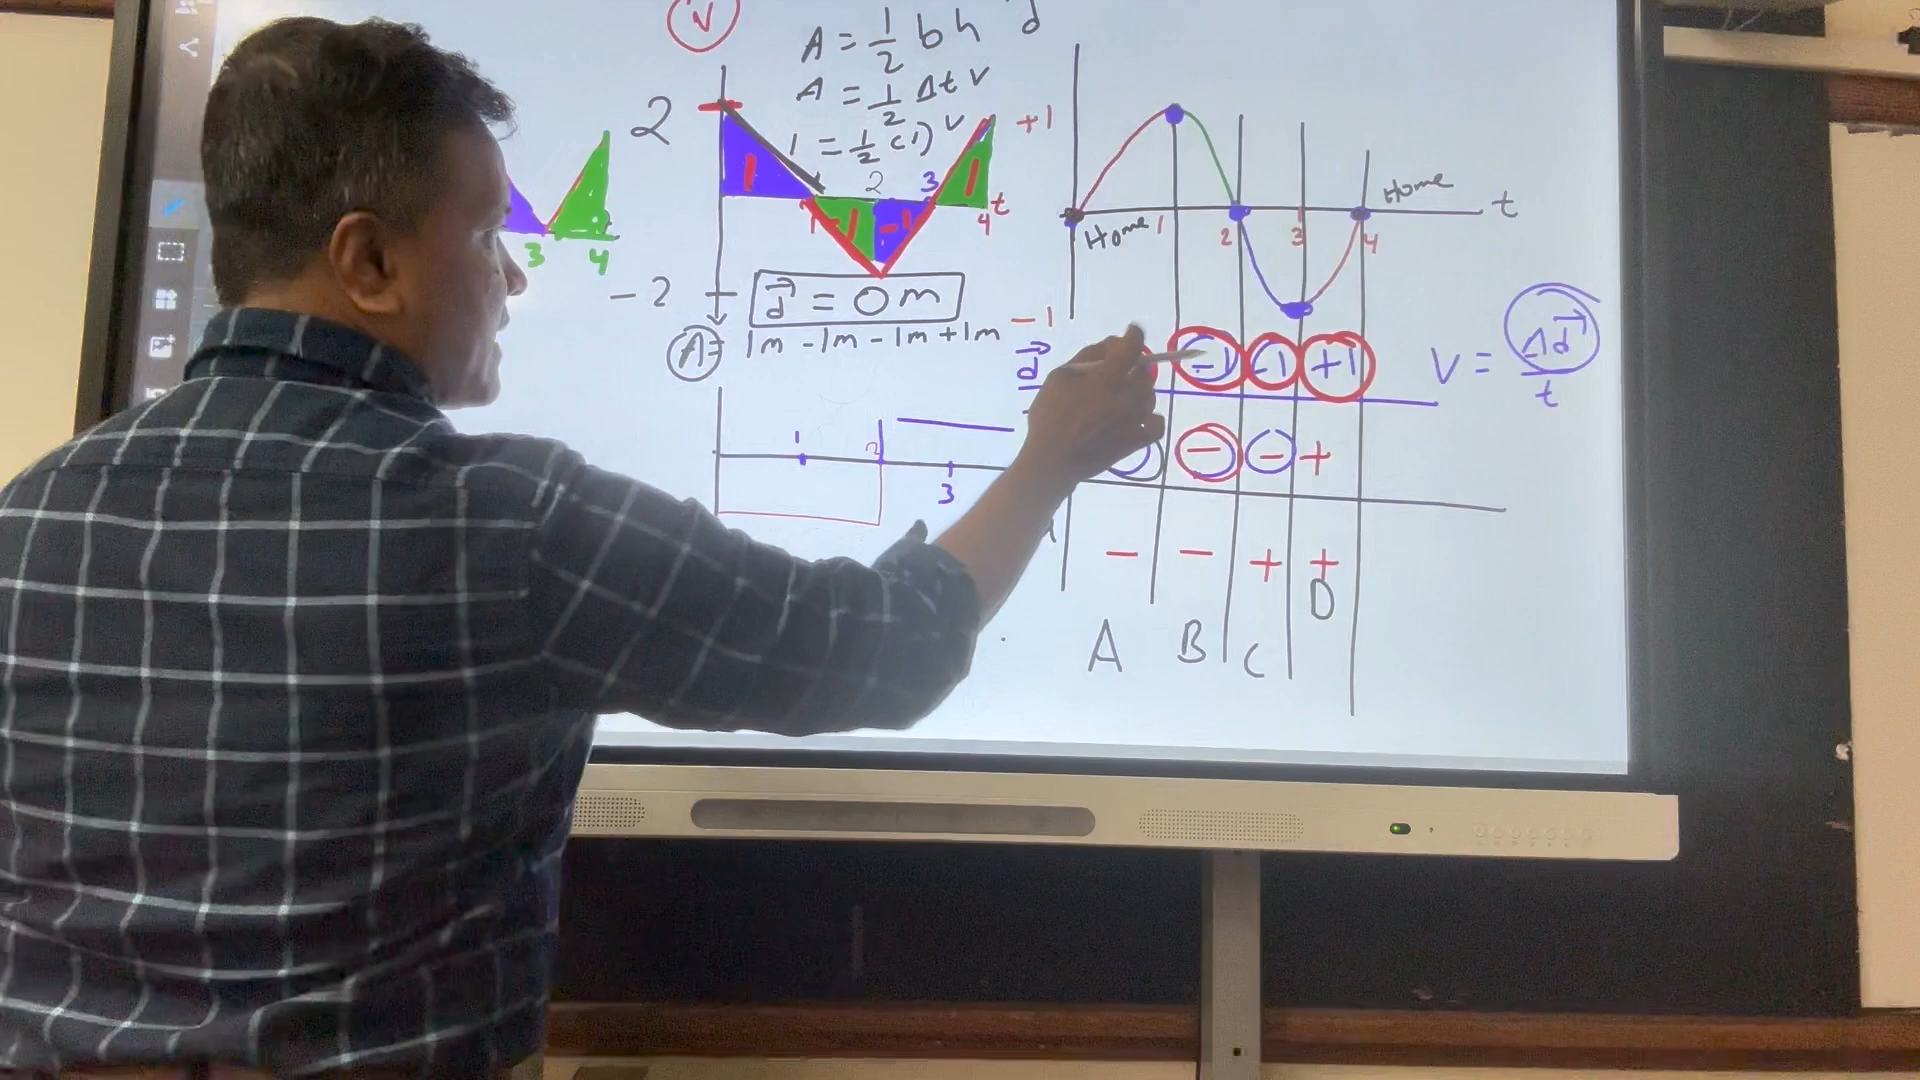 V
A = 1/2 b h d
A = 1/2 Δt V
1 = 1/2 (1) V
2
1
1
2
3
4
t
-1
-1
1
-2
d⃗ = 0 m
A = 1m - 1m - 1m + 1m
3
4
1
2
3
+1
-1
Home
1
2
3
4
Home
t
d⃗
-1
-1
+1
V = Δd⃗ / t
-
-
+
-
-
+
+
A
B
C
D